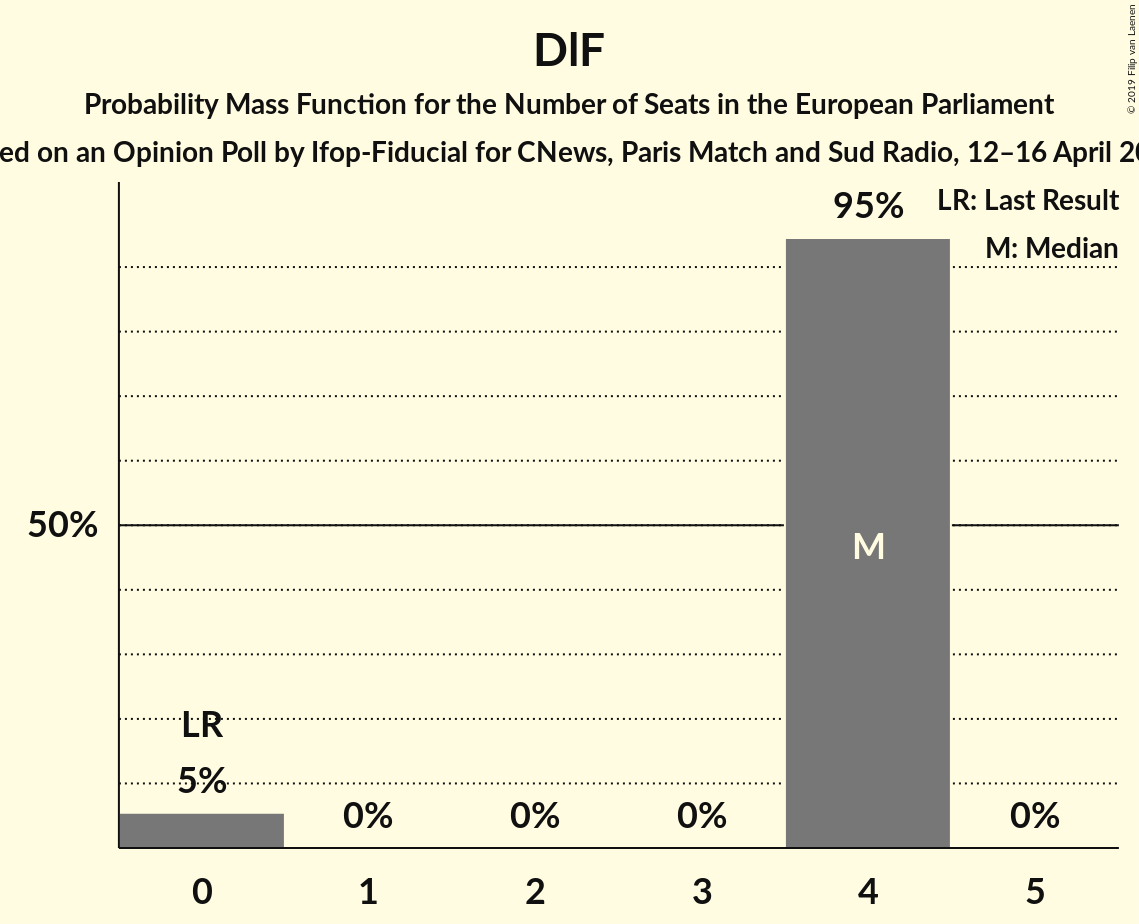 DlF
Probability Mass Function for the Number of Seats in the European Parliament
ed on an Opinion Poll by Ifop-Fiducial for CNews, Paris Match and Sud Radio, 12–16 April 20
© 2019 Filip van Laenen
LR: Last Result
M: Median
95%
50%
M
LR
5%
0%
0%
0%
0%
0
1
2
3
4
5